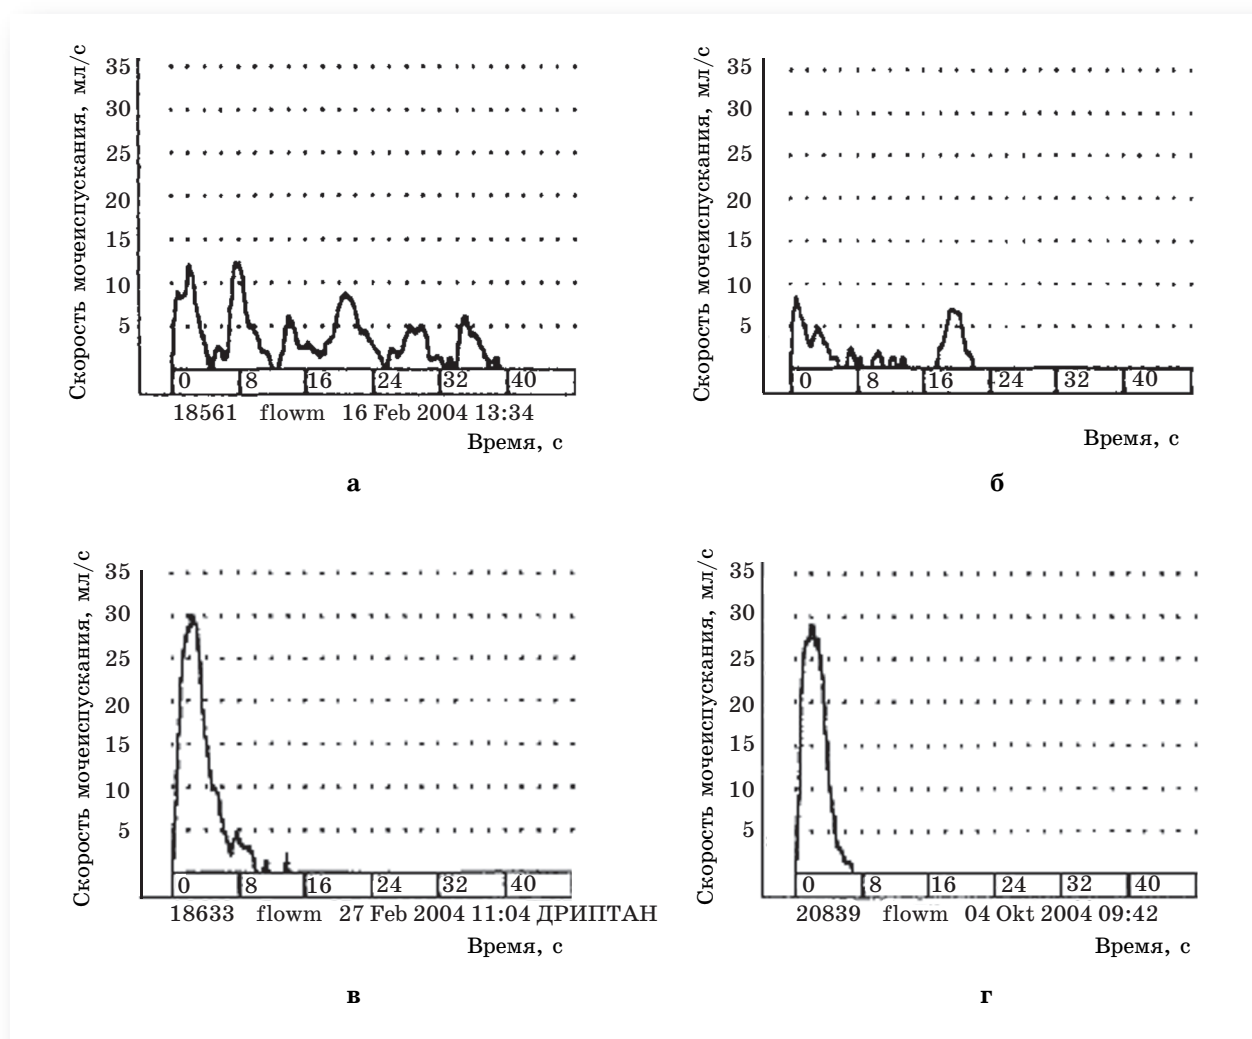 Скорость мочеиспускания, мл/с
35
30
25
20
15
10
5
0 8 16 24 32 40
18561 flowm 16 Feb 2004 13:34
Время, с
а
Скорость мочеиспускания, мл/с
35
30
25
20
15
10
5
0 8 16 24 32 40
Время, с
б
Скорость мочеиспускания, мл/с
35
30
25
20
15
10
5
0 8 16 24 32 40
18633 flowm 27 Feb 2004 11:04 ДРИПТАН
Время, с
в
Скорость мочеиспускания, мл/с
35
30
25
20
15
10
5
0 8 16 24 32 40
20839 flowm 04 Okt 2004 09:42
Время, с
г